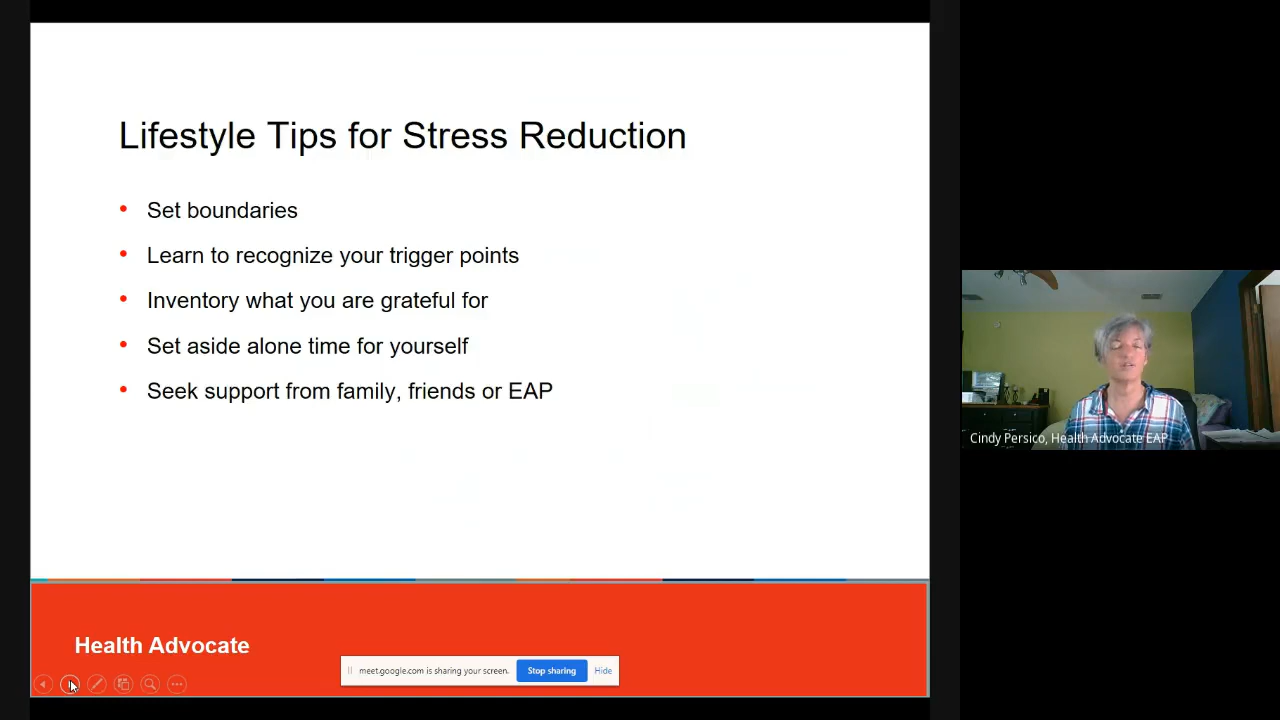 Lifestyle Tips for Stress Reduction
• Set boundaries
• Learn to recognize your trigger points
• Inventory what you are grateful for
• Set aside alone time for yourself
• Seek support from family, friends or EAP
Cindy Persico, Health Advocate EAP
Health Advocate
meet.google.com is sharing your screen. Stop sharing Hide